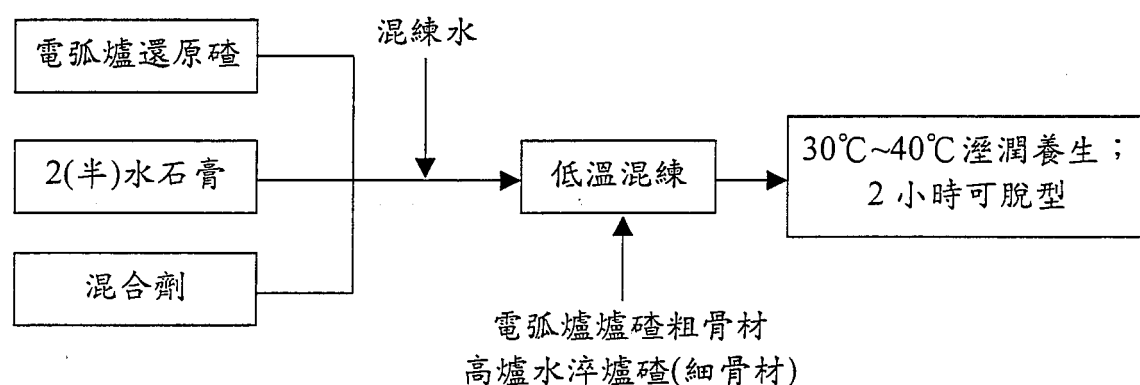 電弧爐還原碴
混練水
2(半)水石膏
低溫混練
30℃~40℃溼潤養生；
2 小時可脫型
混合劑
電弧爐爐碴粗骨材
高爐水淬爐碴(細骨材)